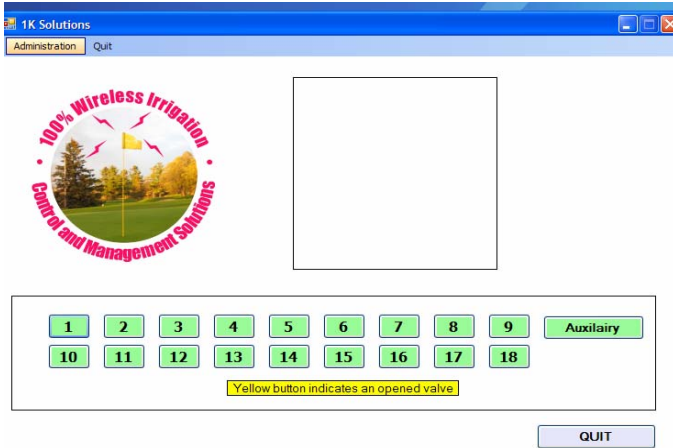 1K Solutions
Administration Quit
100% Wireless Irrigation
Control and Management Solutions
1 2 3 4 5 6 7 8 9 Auxilairy
10 11 12 13 14 15 16 17 18
Yellow button indicates an opened valve
QUIT